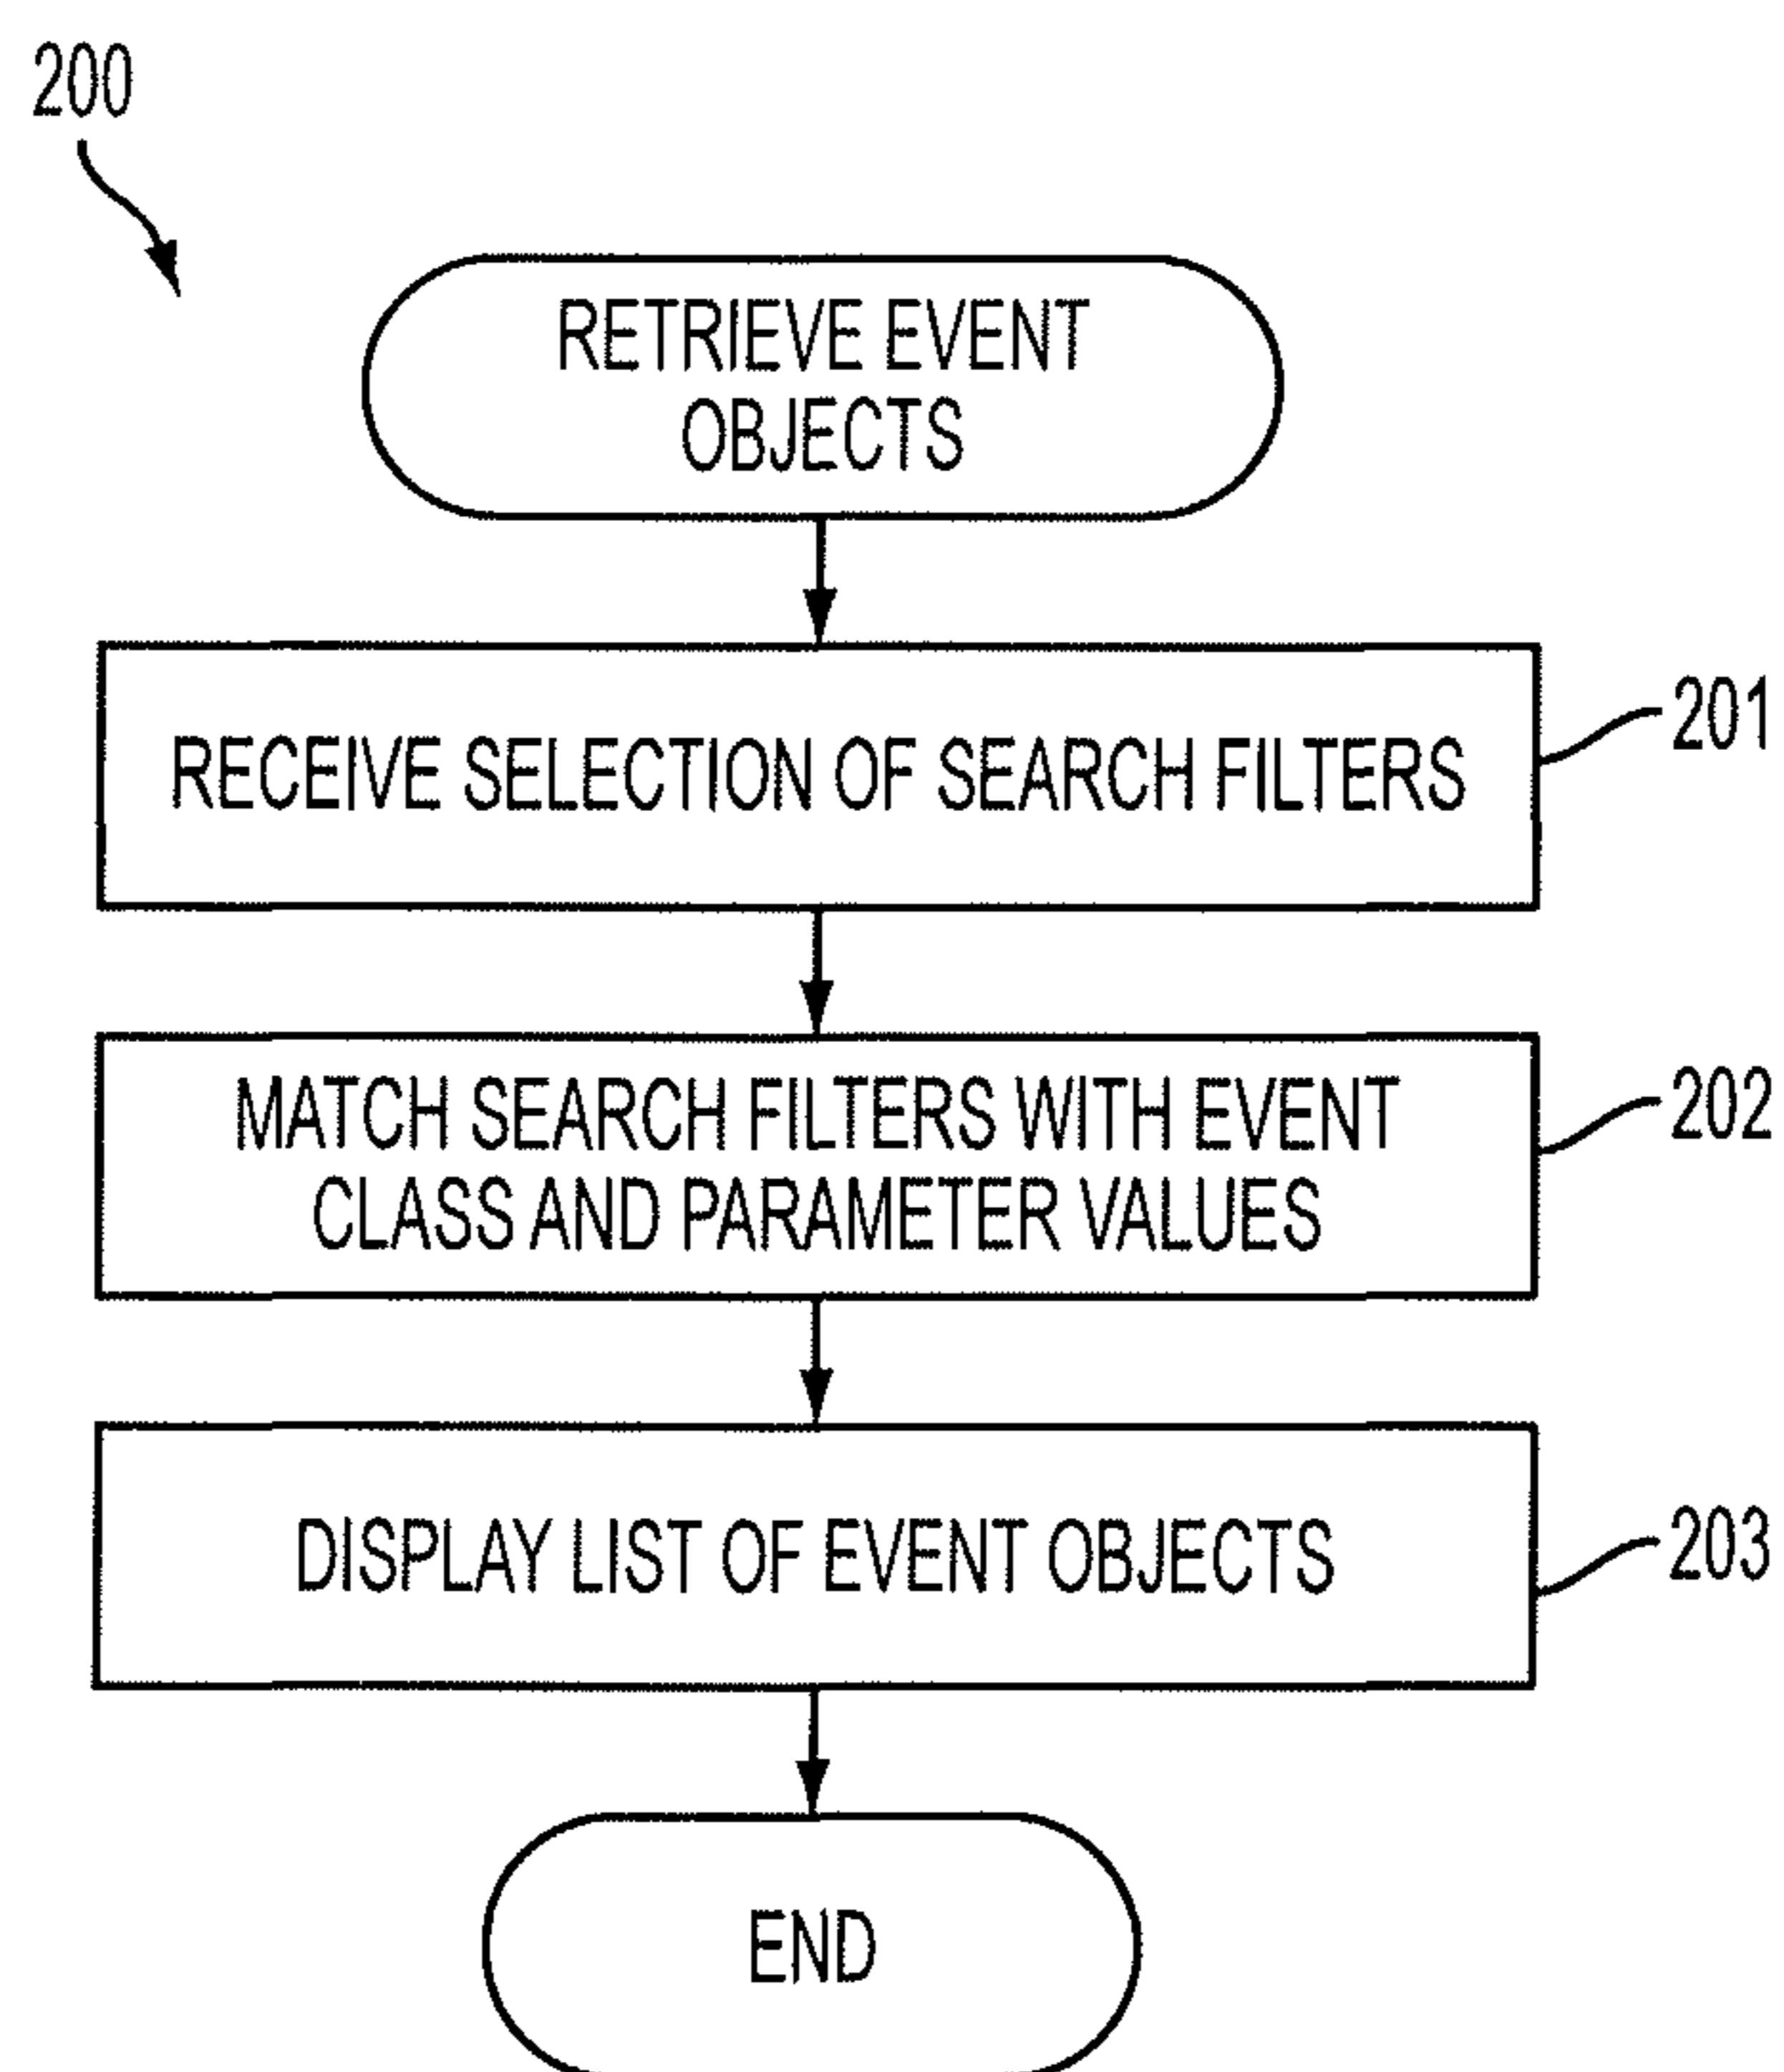 200
RETRIEVE EVENT
OBJECTS
RECEIVE SELECTION OF SEARCH FILTERS
201
MATCH SEARCH FILTERS WITH EVENT
CLASS AND PARAMETER VALUES
202
DISPLAY LIST OF EVENT OBJECTS
203
END